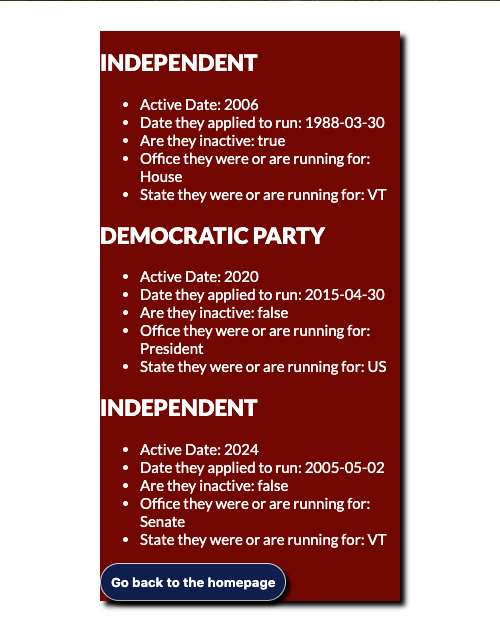 INDEPENDENT
Active Date: 2006
Date they applied to run: 1988-03-30
Are they inactive: true
Office they were or are running for:
House
State they were or are running for: VT
DEMOCRATIC PARTY
Active Date: 2020
Date they applied to run: 2015-04-30
Are they inactive: false
Office they were or are running for:
President
State they were or are running for: US
INDEPENDENT
Active Date: 2024
Date they applied to run: 2005-05-02
Are they inactive: false
Office they were or are running for:
Senate
State they were or are running for: VT
Go back to the homepage